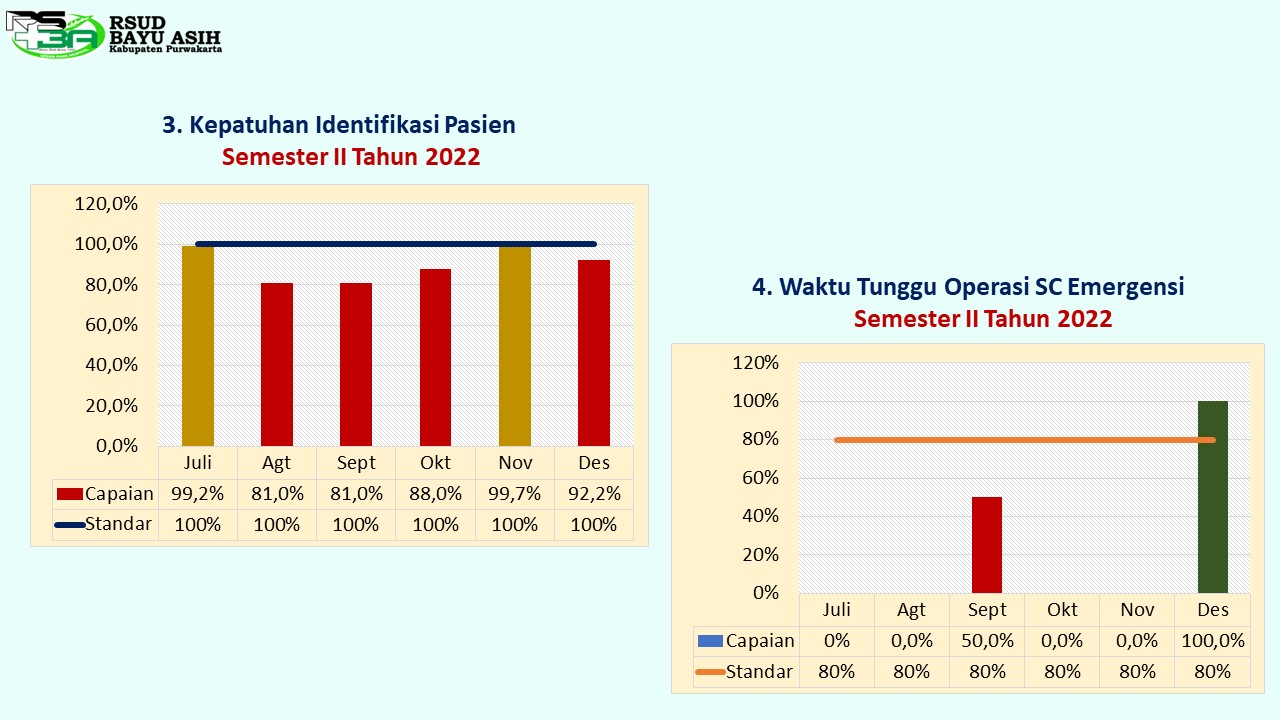 RSUD
BAYU ASIH
Kabupaten Purwakarta
3. Kepatuhan Identifikasi Pasien
Semester II Tahun 2022
120,0%
100,0%
80,0%
60,0%
40,0%
20,0%
0,0%
Juli Agt Sept Okt Nov Des
Capaian 99,2% 81,0% 81,0% 88,0% 99,7% 92,2%
Standar 100% 100% 100% 100% 100% 100%
4. Waktu Tunggu Operasi SC Emergensi
Semester II Tahun 2022
120%
100%
80%
60%
40%
20%
0%
Juli Agt Sept Okt Nov Des
Capaian 0% 0,0% 50,0% 0,0% 0,0% 100,0%
Standar 80% 80% 80% 80% 80% 80%